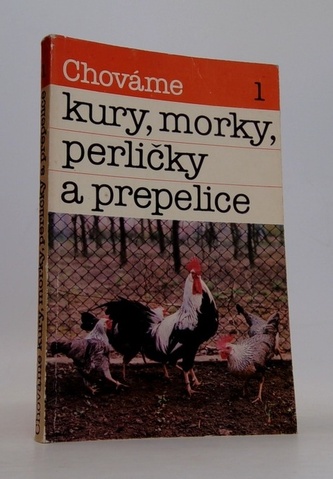 Chováme 1
kury, morky,
perličky
a prepelice
Chováme kury, morky, perličky a prepelice